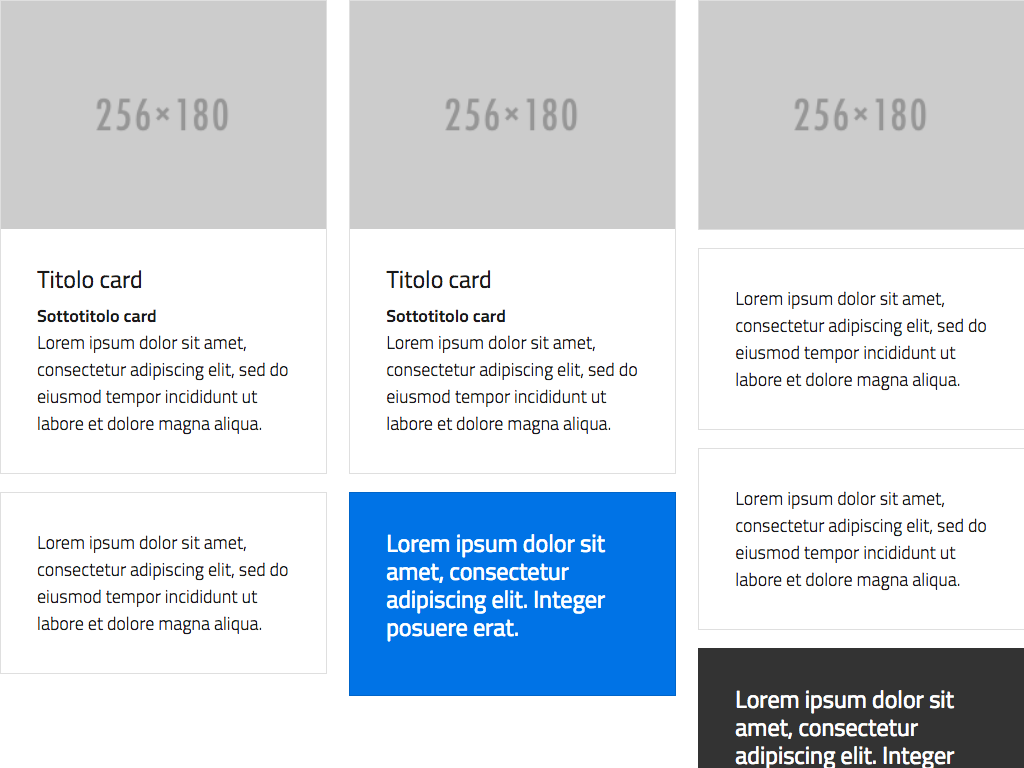 256×180
Titolo card
Sottotitolo card
Lorem ipsum dolor sit amet,
consectetur adipiscing elit, sed do
eiusmod tempor incididunt ut
labore et dolore magna aliqua.
Lorem ipsum dolor sit amet,
consectetur adipiscing elit, sed do
eiusmod tempor incididunt ut
labore et dolore magna aliqua.
256×180
Titolo card
Sottotitolo card
Lorem ipsum dolor sit amet,
consectetur adipiscing elit, sed do
eiusmod tempor incididunt ut
labore et dolore magna aliqua.
Lorem ipsum dolor sit
amet, consectetur
adipiscing elit. Integer
posuere erat.
256×180
Lorem ipsum dolor sit amet,
consectetur adipiscing elit, sed do
eiusmod tempor incididunt ut
labore et dolore magna aliqua.
Lorem ipsum dolor sit amet,
consectetur adipiscing elit, sed do
eiusmod tempor incididunt ut
labore et dolore magna aliqua.
Lorem ipsum dolor sit
amet, consectetur
adipiscing elit. Integer